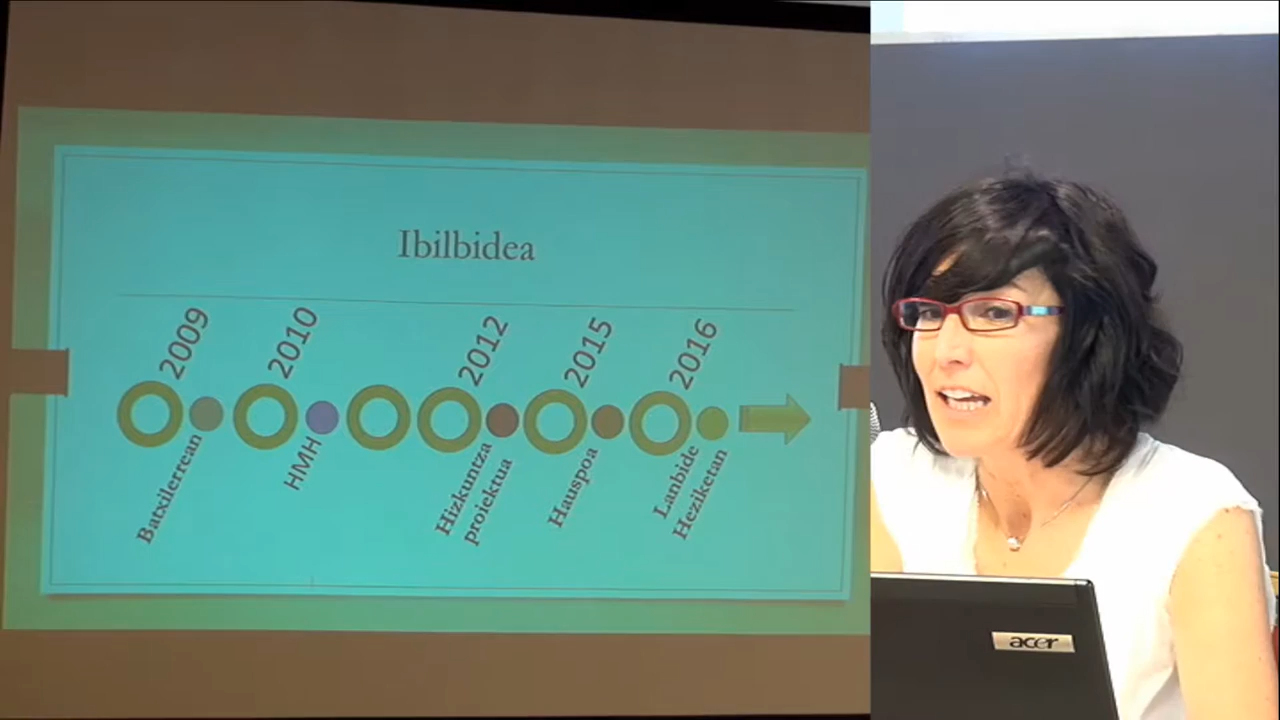 Ibilbidea
2009
2010
2012
2015
2016
Batxilerrean
HMH
Hizkuntza
proiektua
Hauspoa
Lanbide
Heziketan
acer